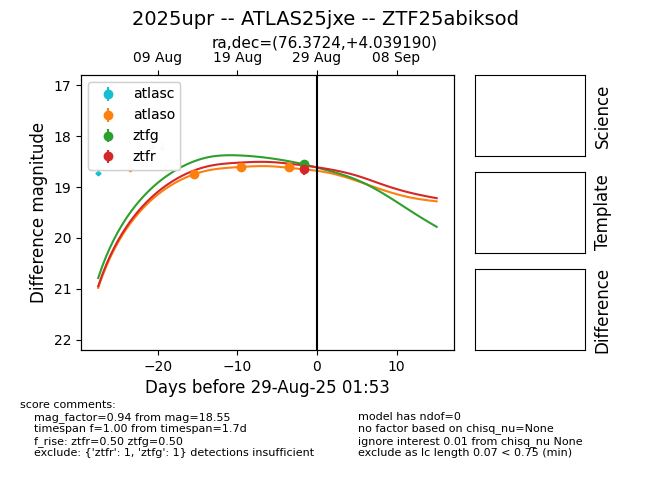 2025upr -- ATLAS25jxe -- ZTF25abiksod
ra,dec=(76.3724,+4.039190)
09 Aug 19 Aug 29 Aug 08 Sep
atlasc
atlaso
ztfg
ztfr
17
18
19
20
21
22
Difference magnitude
−20 −10 0 10
Days before 29-Aug-25 01:53
Science
Template
Difference
score comments:
mag_factor=0.94 from mag=18.55
timespan f=1.00 from timespan=1.7d
f_rise: ztfr=0.50 ztfg=0.50
exclude: {'ztfr': 1, 'ztfg': 1} detections insufficient
model has ndof=0
no factor based on chisq_nu=None
ignore interest 0.01 from chisq_nu None
exclude as lc length 0.07 < 0.75 (min)